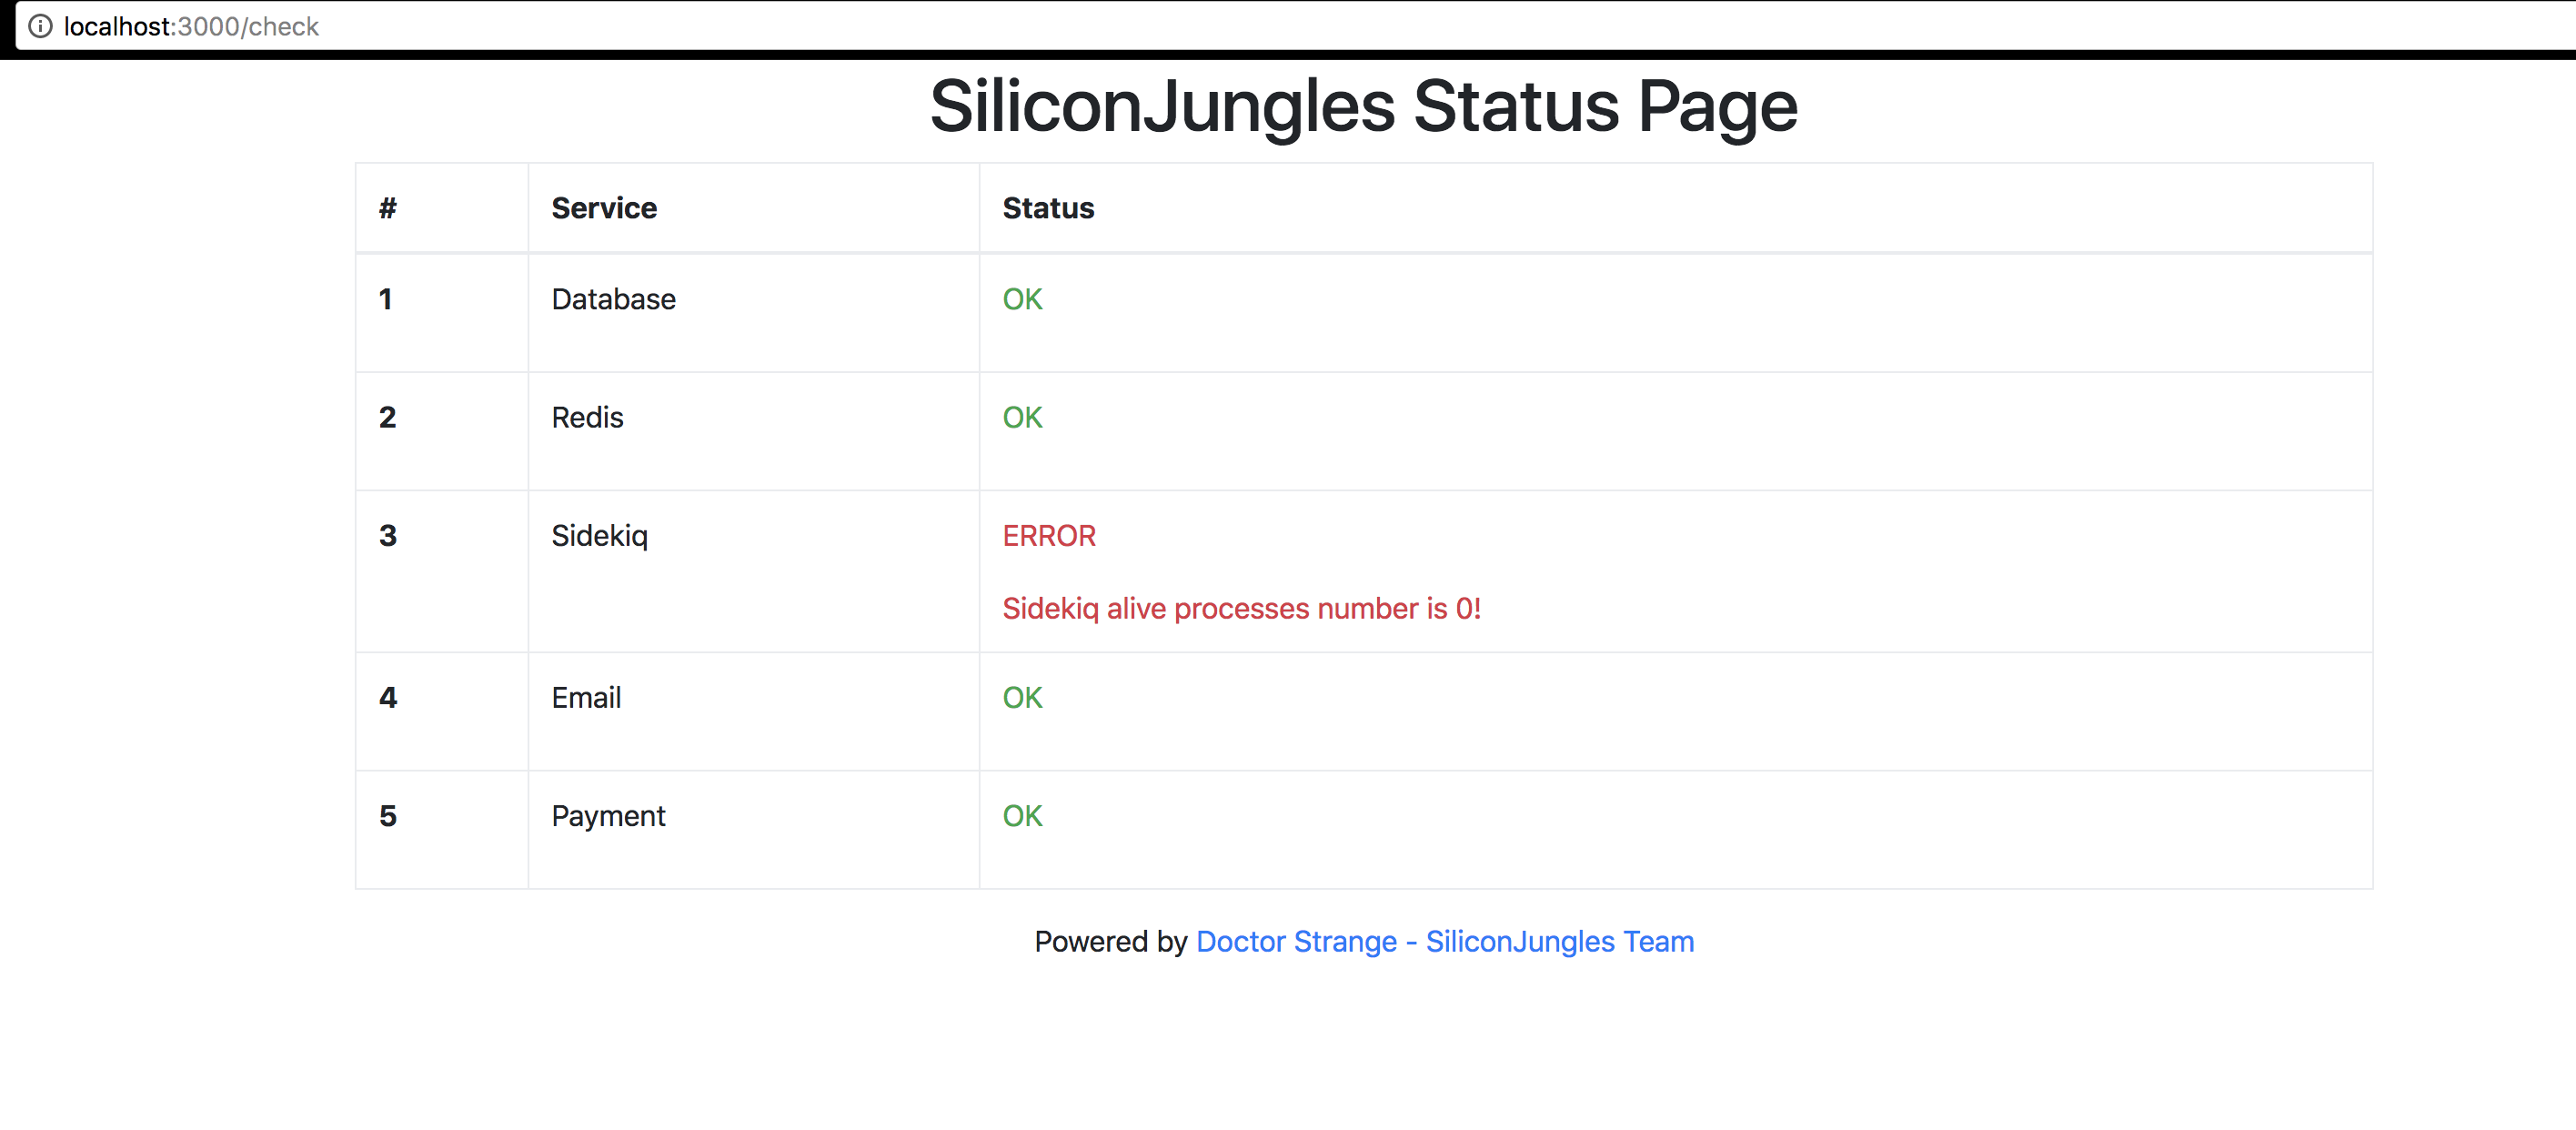 localhost:3000/check
SiliconJungles Status Page
# Service Status
1 Database OK
2 Redis OK
3 Sidekiq ERROR
Sidekiq alive processes number is 0!
4 Email OK
5 Payment OK
Powered by Doctor Strange - SiliconJungles Team